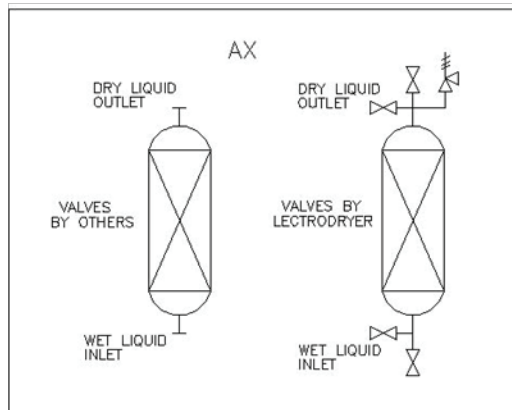 AX
DRY LIQUID
OUTLET
DRY LIQUID
OUTLET
VALVES
BY OTHERS
VALVES BY
LECTRODRYER
WET LIQUID
INLET
WET LIQUID
INLET